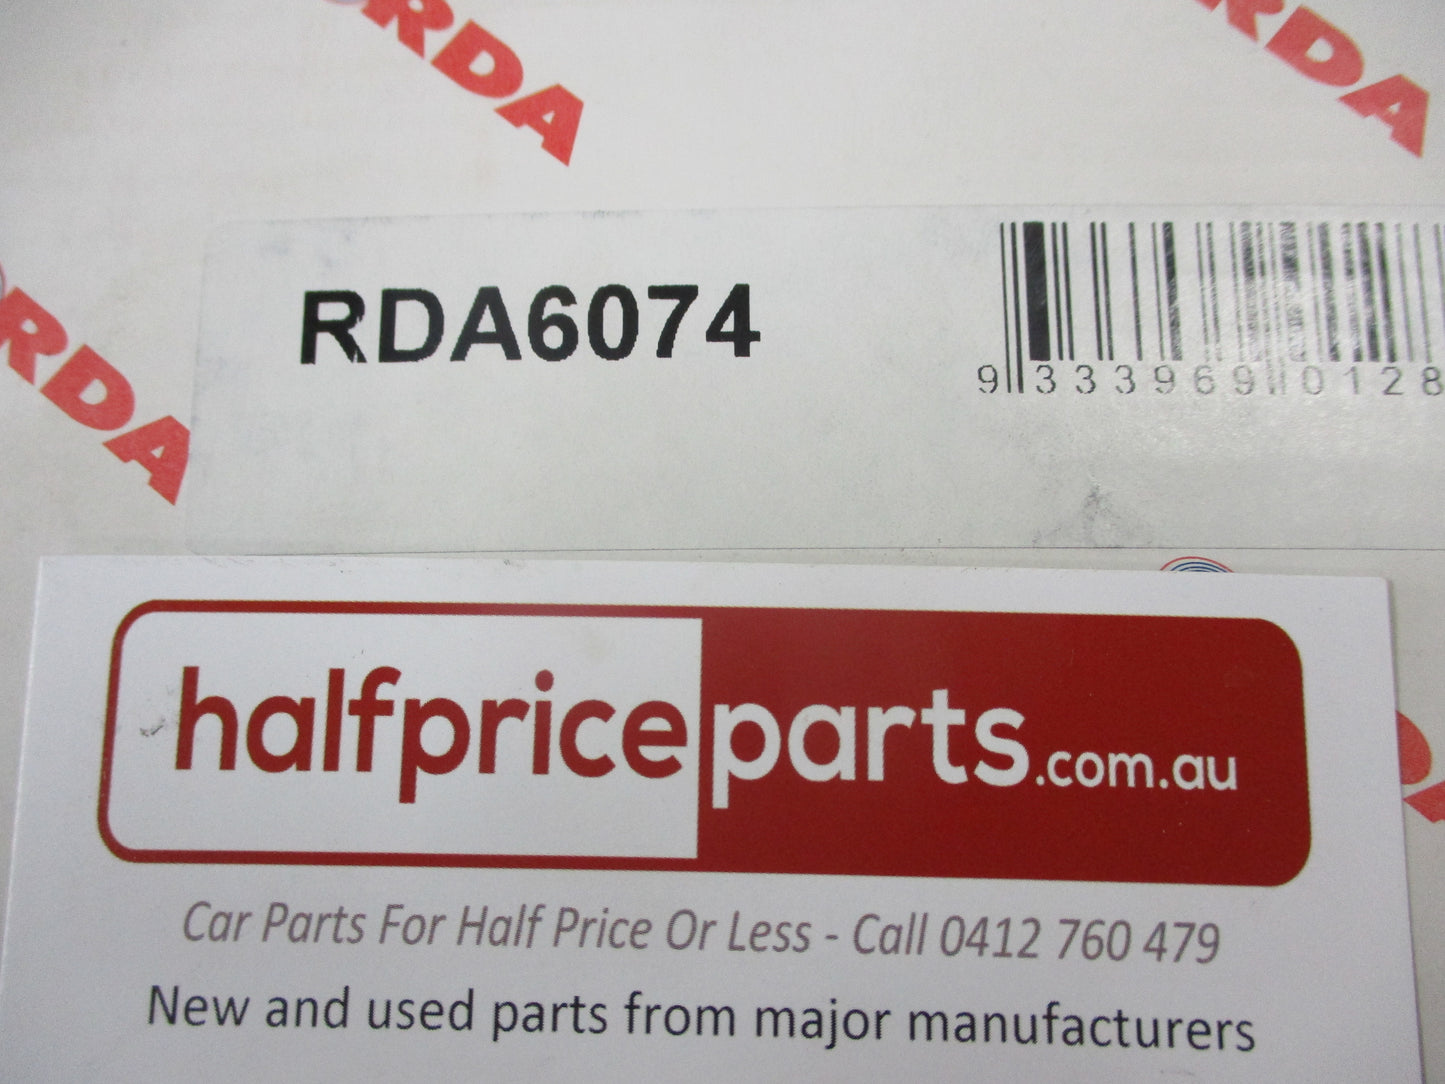 RDA
RDA
RDA
RDA6074
9 333969 0128
halfpriceparts.com.au
Car Parts For Half Price Or Less - Call 0412 760 479
New and used parts from major manufacturers